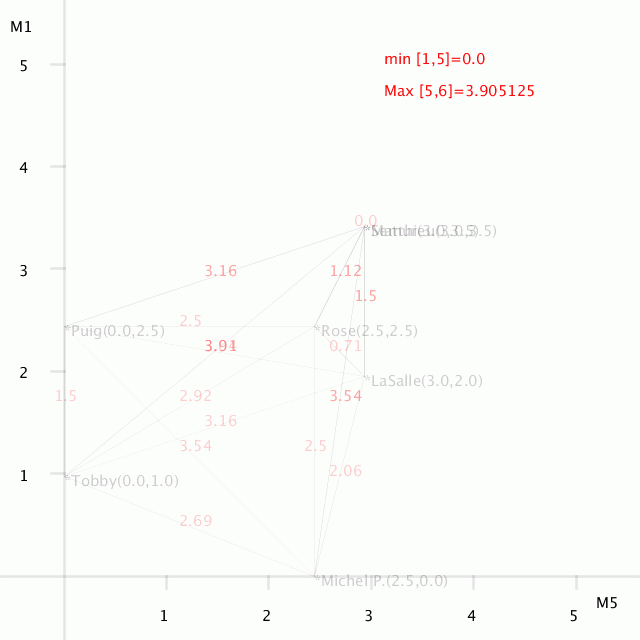 M1
min [1,5]=0.0
5
Max [5,6]=3.905125
4
0.0
3.16
1.12
3
1.5
2.5
Puig(0.0,2.5)
Rose(2.5,2.5)
3.91
0.71
2
LaSalle(3.0,2.0)
1.5
2.92
3.54
3.16
3.54
2.5
1
2.06
Tobby(0.0,1.0)
2.69
Michel P.(2.5,0.0)
M5
1
2
3
4
5